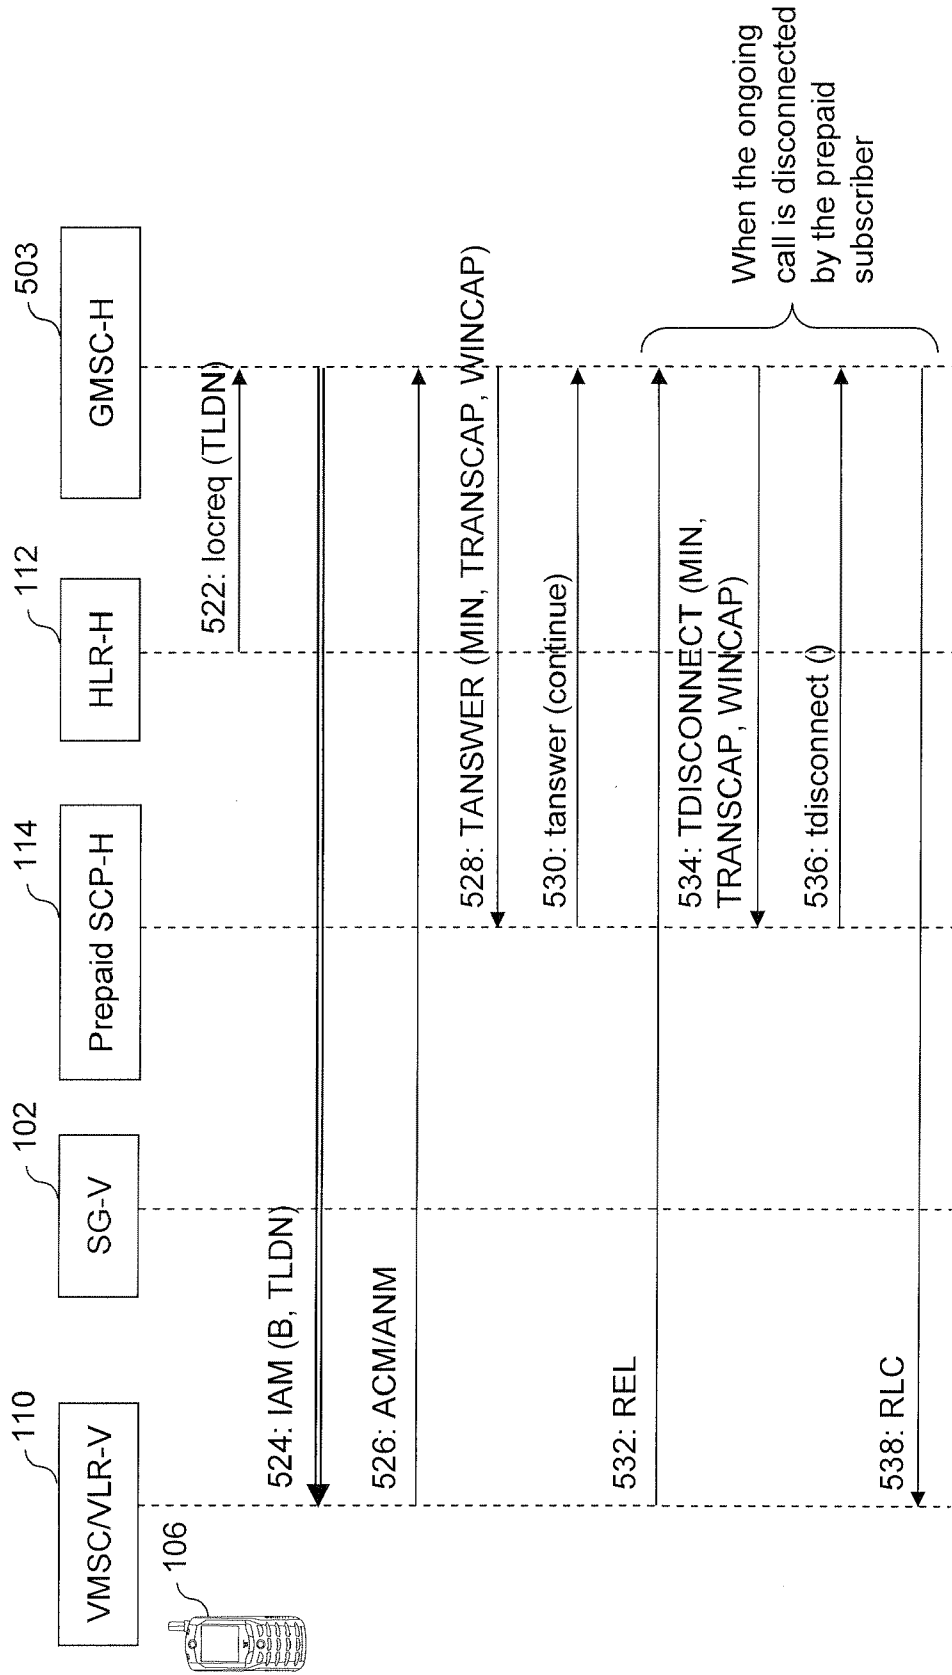 110
102
114
112
503
VMSC/VLR-V
SG-V
Prepaid SCP-H
HLR-H
GMSC-H
106
522: locreq (TLDN)
524: IAM (B, TLDN)
526: ACM/ANM
528: TANSWER (MIN, TRANSCAP, WINCAP)
530: tanswer (continue)
532: REL
534: TDISCONNECT (MIN,
TRANSCAP, WINCAP)
536: tdisconnect ()
538: RLC
When the ongoing
call is disconnected
by the prepaid
subscriber